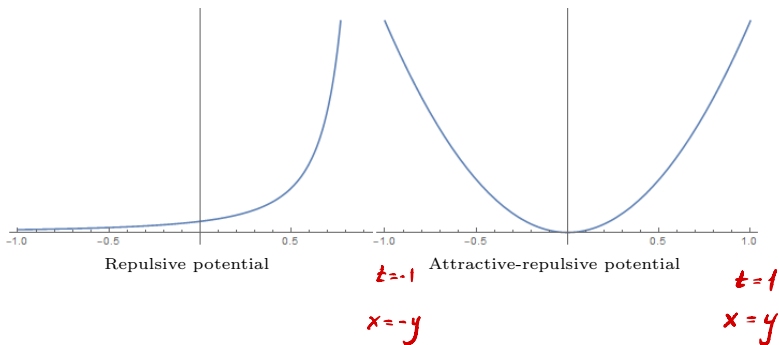 -1.0 -0.5 0.5 -1.0 -0.5 0.5 1.0
Repulsive potential Attractive-repulsive potential
t=-1 t=1
x=-y x=y